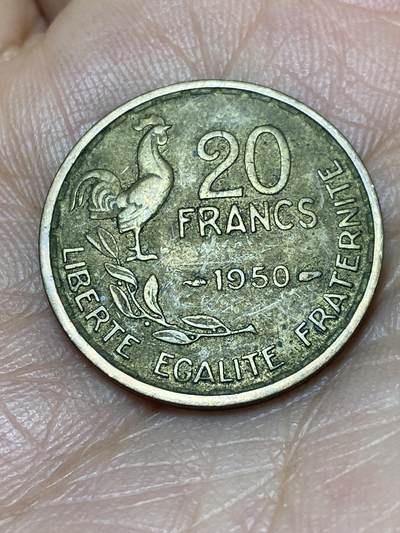 20
FRANCS
1950
LIBERTE EGALITE FRATERNITE